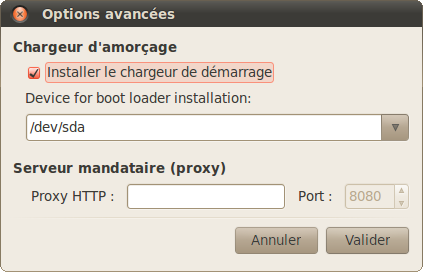 Options avancées
Chargeur d'amorçage
Installer le chargeur de démarrage
Device for boot loader installation:
/dev/sda
Serveur mandataire (proxy)
Proxy HTTP : Port : 8080
Annuler Valider